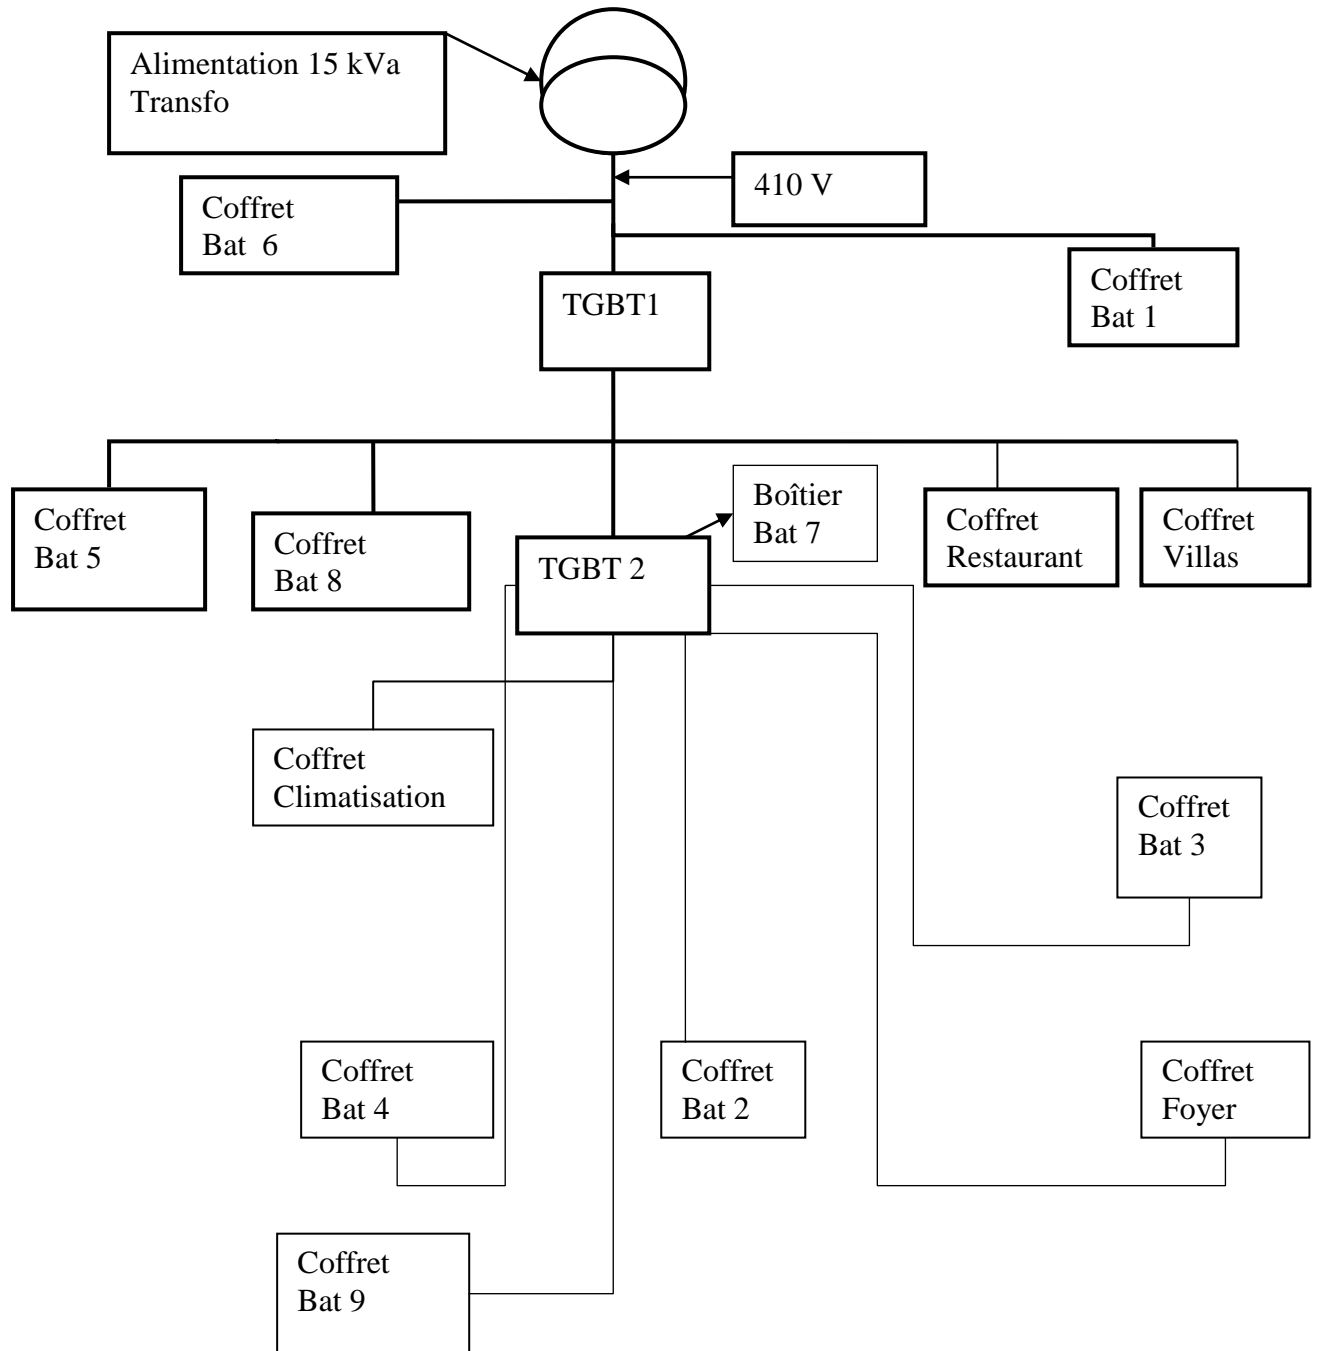 Alimentation 15 kVa
Transfo
410 V
Coffret
Bat 6
Coffret
Bat 1
TGBT1
Coffret
Bat 5
Coffret
Bat 8
TGBT 2
Boîtier
Bat 7
Coffret
Restaurant
Coffret
Villas
Coffret
Climatisation
Coffret
Bat 3
Coffret
Bat 4
Coffret
Bat 2
Coffret
Foyer
Coffret
Bat 9